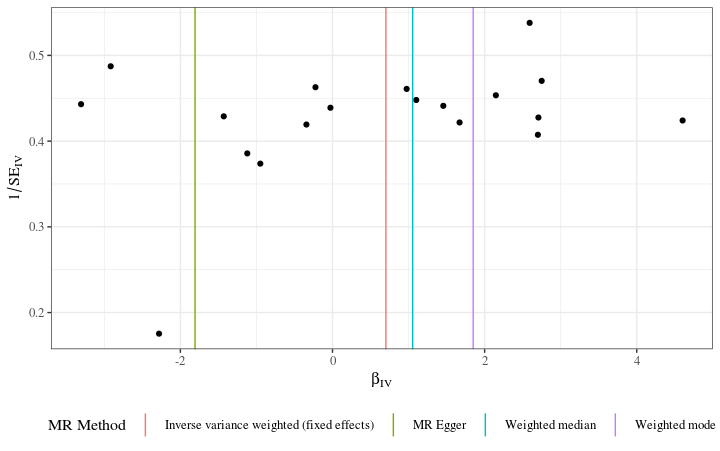 0.5
0.4
0.3
0.2
1/SE_IV
-2 0 2 4
β_IV
MR Method Inverse variance weighted (fixed effects) MR Egger Weighted median Weighted mode